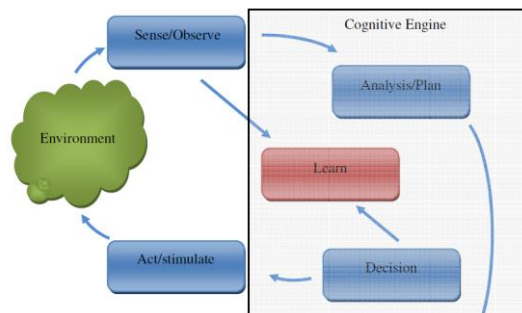 Sense/Observe
Cognitive Engine
Analysis/Plan
Environment
Learn
Act/stimulate
Decision